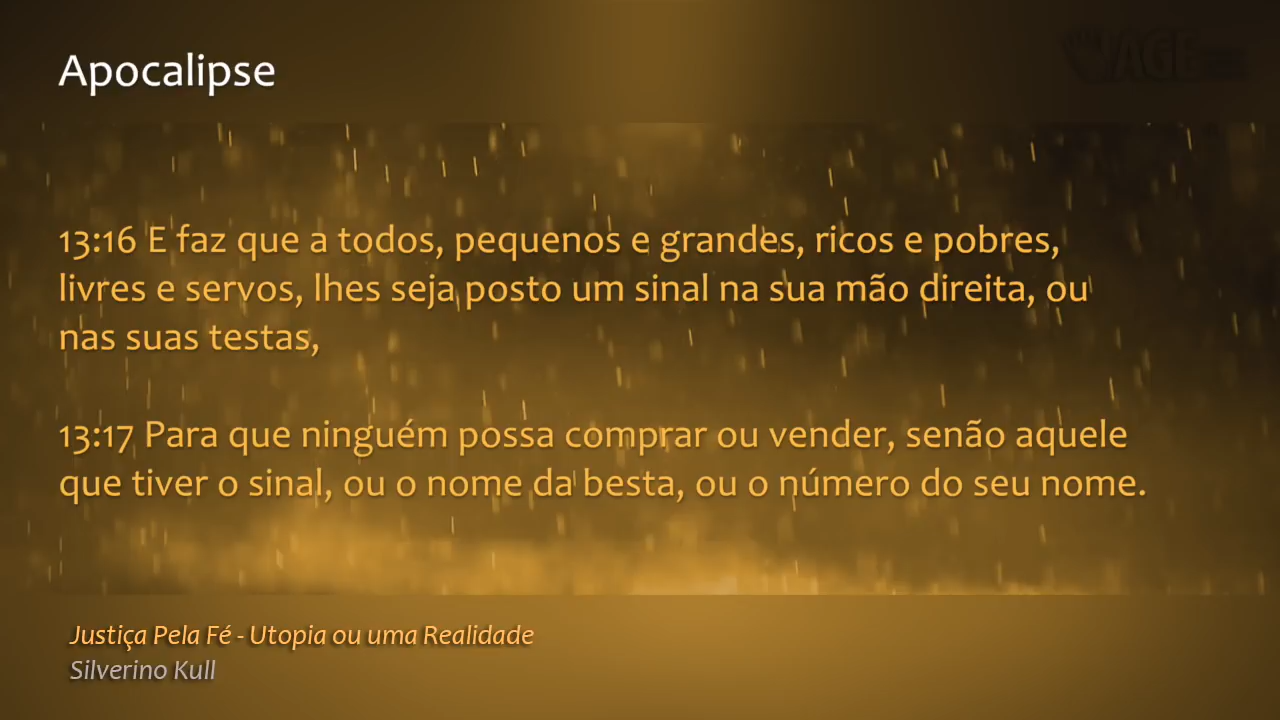 Apocalipse
13:16 E faz que a todos, pequenos e grandes, ricos e pobres,
livres e servos, lhes seja posto um sinal na sua mão direita, ou
nas suas testas,
13:17 Para que ninguém possa comprar ou vender, senão aquele
que tiver o sinal, ou o nome da besta, ou o número do seu nome.
Justiça Pela Fé - Utopia ou uma Realidade
Silverino Kull